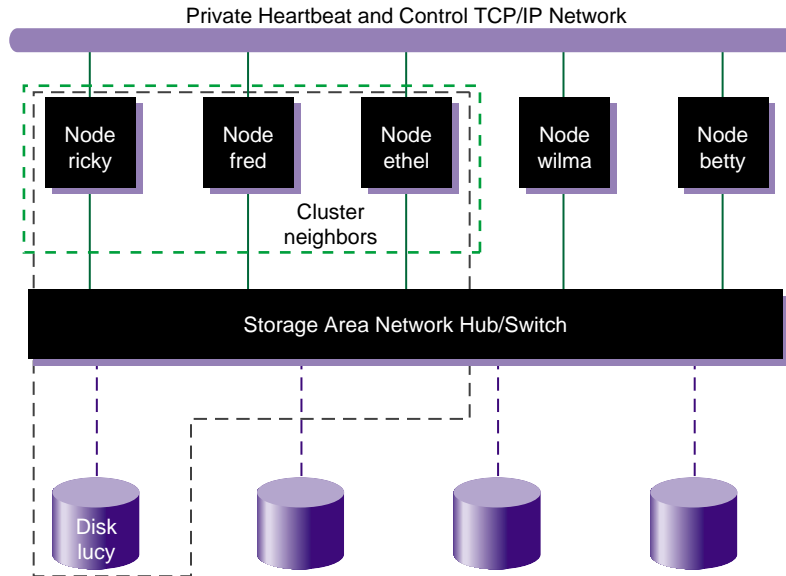 Private Heartbeat and Control TCP/IP Network
Node
ricky
Node
fred
Node
ethel
Node
wilma
Node
betty
Cluster
neighbors
Storage Area Network Hub/Switch
Disk
lucy